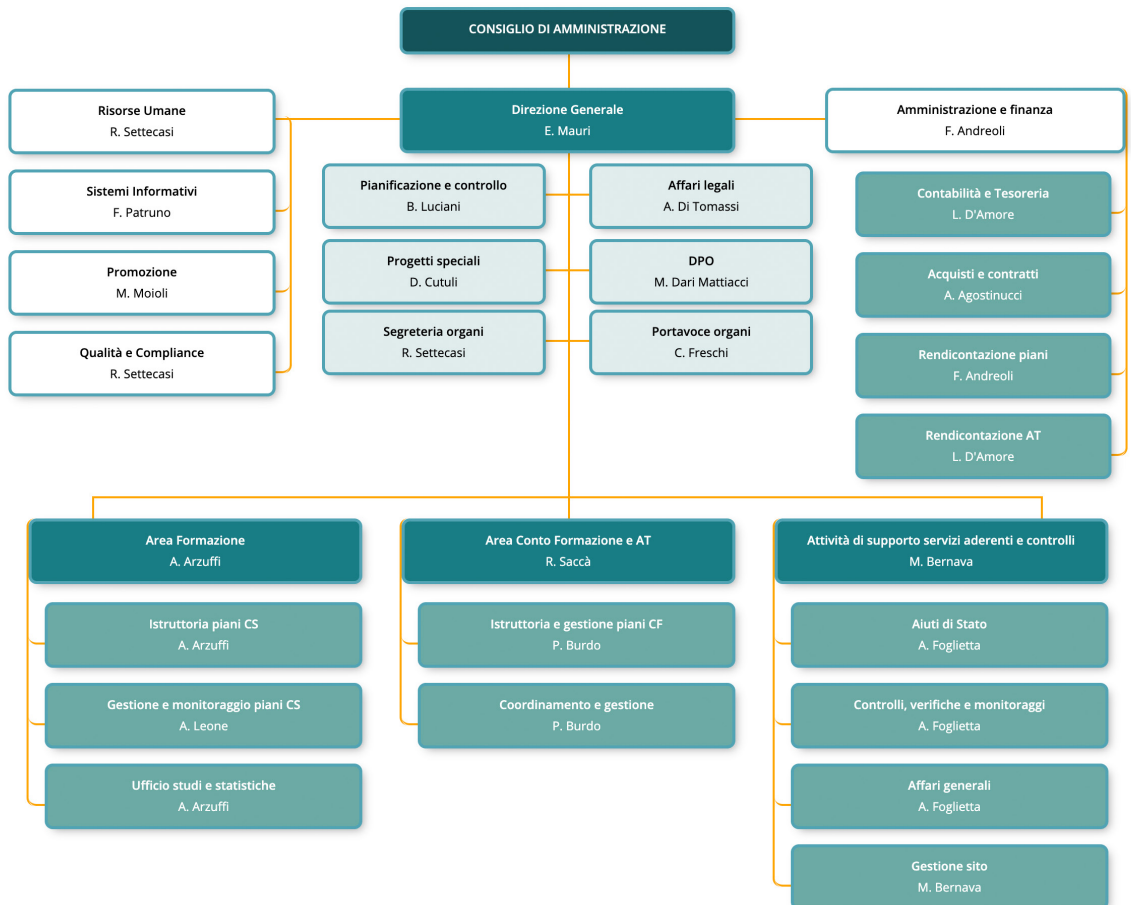 CONSIGLIO DI AMMINISTRAZIONE
Direzione Generale
E. Mauri
Risorse Umane
R. Settecasi
Sistemi Informativi
F. Patruno
Promozione
M. Moioli
Qualità e Compliance
R. Settecasi
Pianificazione e controllo
B. Luciani
Affari legali
A. Di Tomassi
Progetti speciali
D. Cutuli
DPO
M. Dari Mattiacci
Segreteria organi
R. Settecasi
Portavoce organi
C. Freschi
Amministrazione e finanza
F. Andreoli
Contabilità e Tesoreria
L. D'Amore
Acquisti e contratti
A. Agostinucci
Rendicontazione piani
F. Andreoli
Rendicontazione AT
L. D'Amore
Area Formazione
A. Arzuffi
Istruttoria piani CS
A. Arzuffi
Gestione e monitoraggio piani CS
A. Leone
Ufficio studi e statistiche
A. Arzuffi
Area Conto Formazione e AT
R. Saccà
Istruttoria e gestione piani CF
P. Burdo
Coordinamento e gestione
P. Burdo
Attività di supporto servizi aderenti e controlli
M. Bernava
Aiuti di Stato
A. Foglietta
Controlli, verifiche e monitoraggi
A. Foglietta
Affari generali
A. Foglietta
Gestione sito
M. Bernava